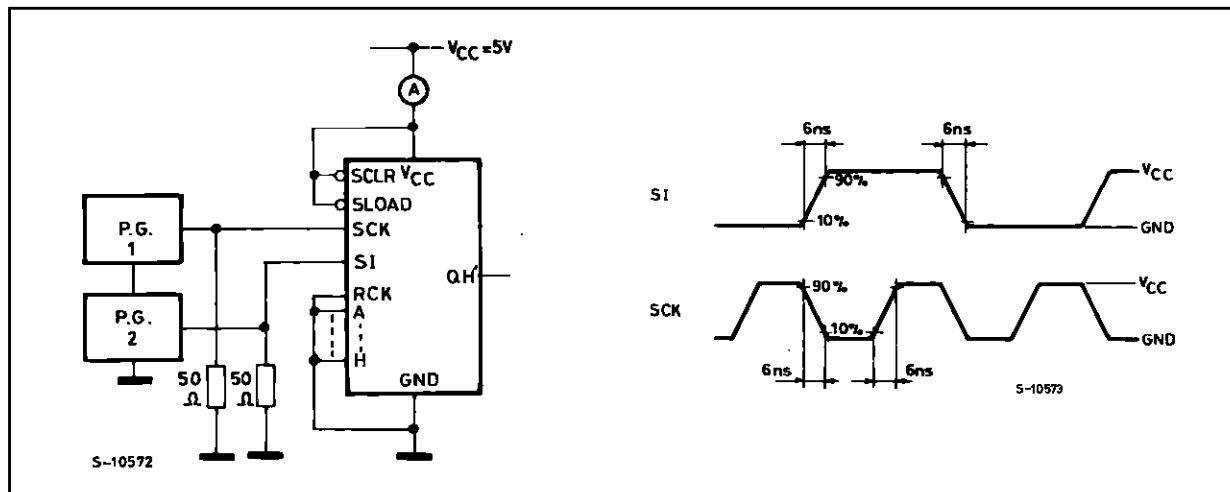 VCC=5V
A
SCLR VCC
SLOAD
P.G.
1
SCK
SI
QH'
RCK
A
H
P.G.
2
50
Ω
50
Ω
GND
S-10572
6ns
6ns
SI
90%
10%
VCC
GND
SCK
90%
10%
VCC
GND
6ns
6ns
S-10573